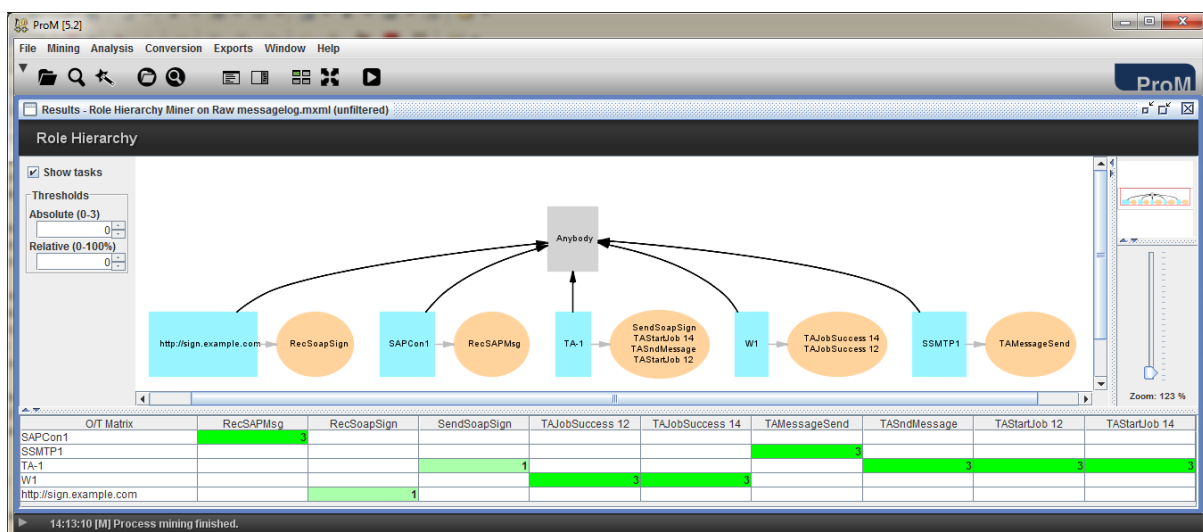 ProM [5.2]
File Mining Analysis Conversion Exports Window Help
ProM
Results - Role Hierarchy Miner on Raw messagelog.mxml (unfiltered)
Role Hierarchy
Show tasks
Thresholds
Absolute (0-3)
0
Relative (0-100%)
0
Anybody
http://sign.example.com
RecSoapSign
SAPCon1
RecSAPMsg
TA-1
SendSoapSign
TAStartJob 14
TASndMessage
TAStartJob 12
W1
TAJobSuccess 14
TAJobSuccess 12
SSMTP1
TAMessageSend
Zoom: 123 %
O/T Matrix RecSAPMsg RecSoapSign SendSoapSign TAJobSuccess 12 TAJobSuccess 14 TAMessageSend TASndMessage TAStartJob 12 TAStartJob 14
SAPCon1 3
SSMTP1 3
TA-1 1 3 3 3
W1 3 3
http://sign.example.com 1
14:13:10 [M] Process mining finished.